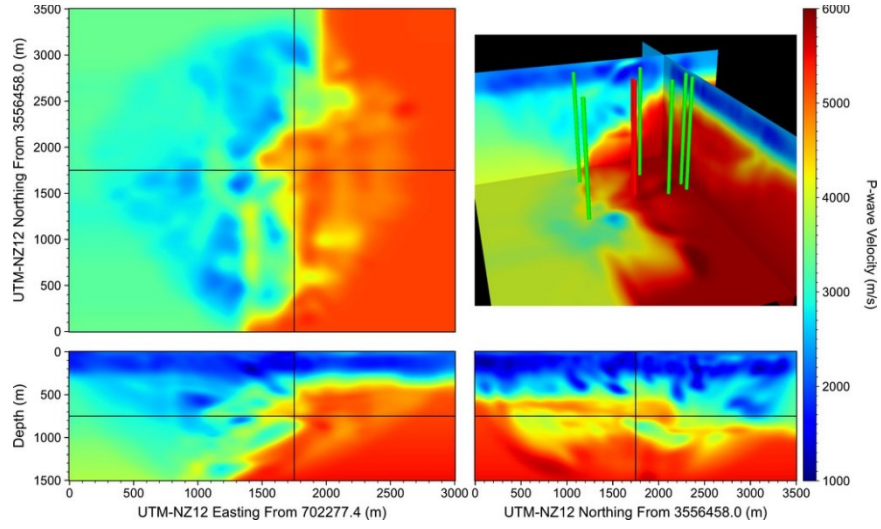 3500
3000
2500
2000
1500
1000
500
0
UTM-NZ12 Northing From 3556458.0 (m)
6000
5000
4000
3000
2000
1000
P-wave Velocity (m/s)
0
500
1000
1500
Depth (m)
0 500 1000 1500 2000 2500 3000
UTM-NZ12 Easting From 702277.4 (m)
0 500 1000 1500 2000 2500 3000 3500
UTM-NZ12 Northing From 3556458.0 (m)